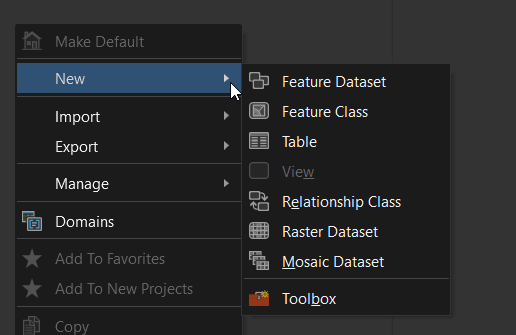 Make Default
New
Import
Export
Manage
Domains
Add To Favorites
Add To New Projects
Copy
Feature Dataset
Feature Class
Table
View
Relationship Class
Raster Dataset
Mosaic Dataset
Toolbox